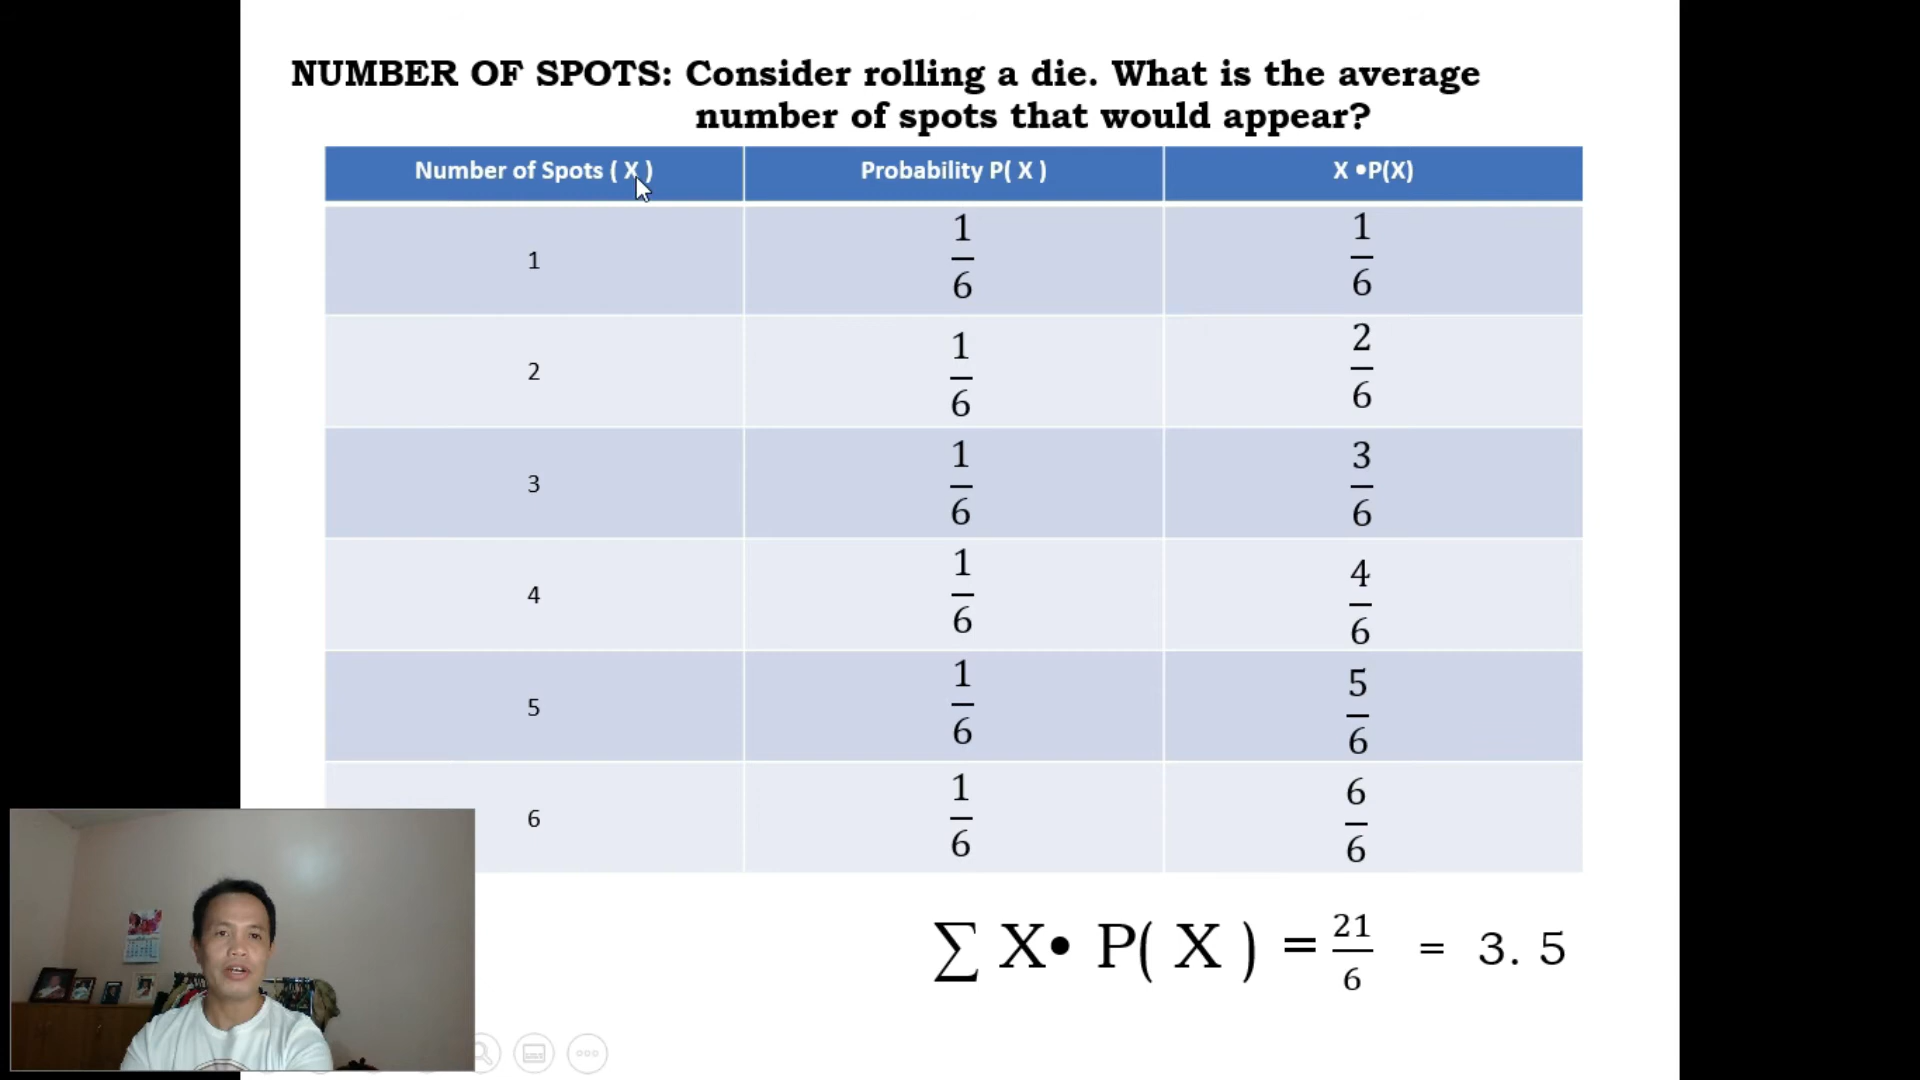 NUMBER OF SPOTS: Consider rolling a die. What is the average
number of spots that would appear?
Number of Spots ( X ) Probability P( X ) X •P(X)
1 1/6 1/6
2 1/6 2/6
3 1/6 3/6
4 1/6 4/6
5 1/6 5/6
6 1/6 6/6
∑ X• P( X ) = 21/6 = 3. 5